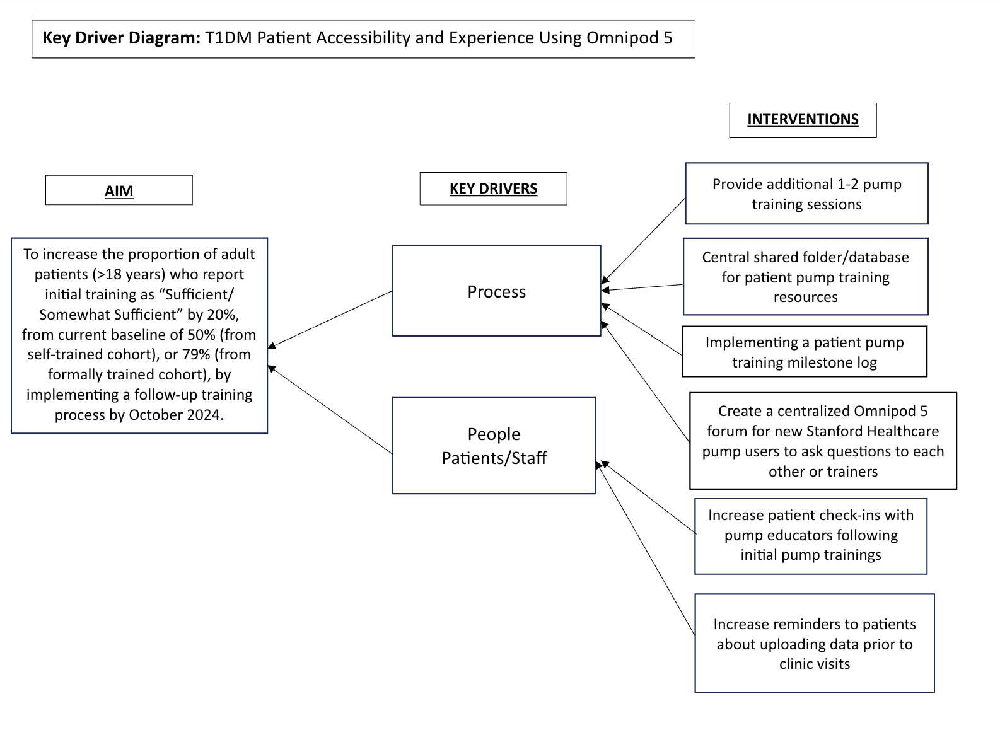 Key Driver Diagram: T1DM Patient Accessibility and Experience Using Omnipod 5
INTERVENTIONS
AIM
KEY DRIVERS
To increase the proportion of adult
patients (>18 years) who report
initial training as “Sufficient/
Somewhat Sufficient” by 20%,
from current baseline of 50% (from
self-trained cohort), or 79% (from
formally trained cohort), by
implementing a follow-up training
process by October 2024.
Process
People
Patients/Staff
Provide additional 1-2 pump
training sessions
Central shared folder/database
for patient pump training
resources
Implementing a patient pump
training milestone log
Create a centralized Omnipod 5
forum for new Stanford Healthcare
pump users to ask questions to each
other or trainers
Increase patient check-ins with
pump educators following
initial pump trainings
Increase reminders to patients
about uploading data prior to
clinic visits